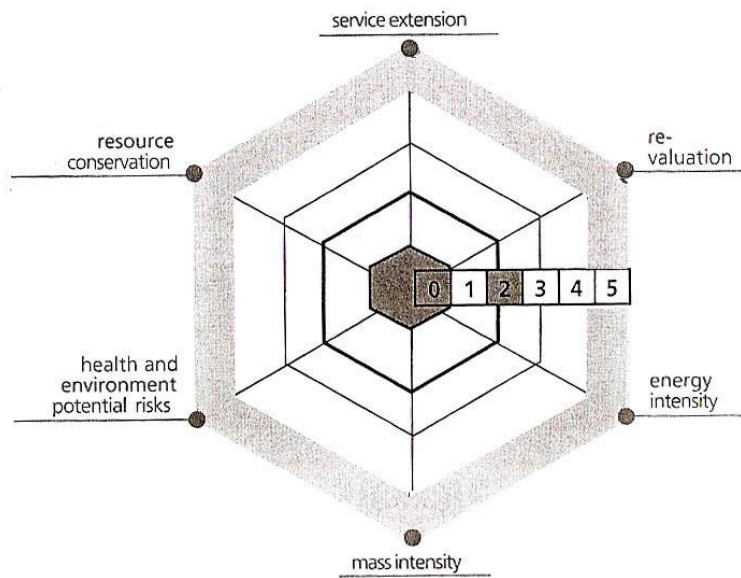 service extension
resource
conservation
re-
valuation
0 1 2 3 4 5
health and
environment
potential risks
energy
intensity
mass intensity